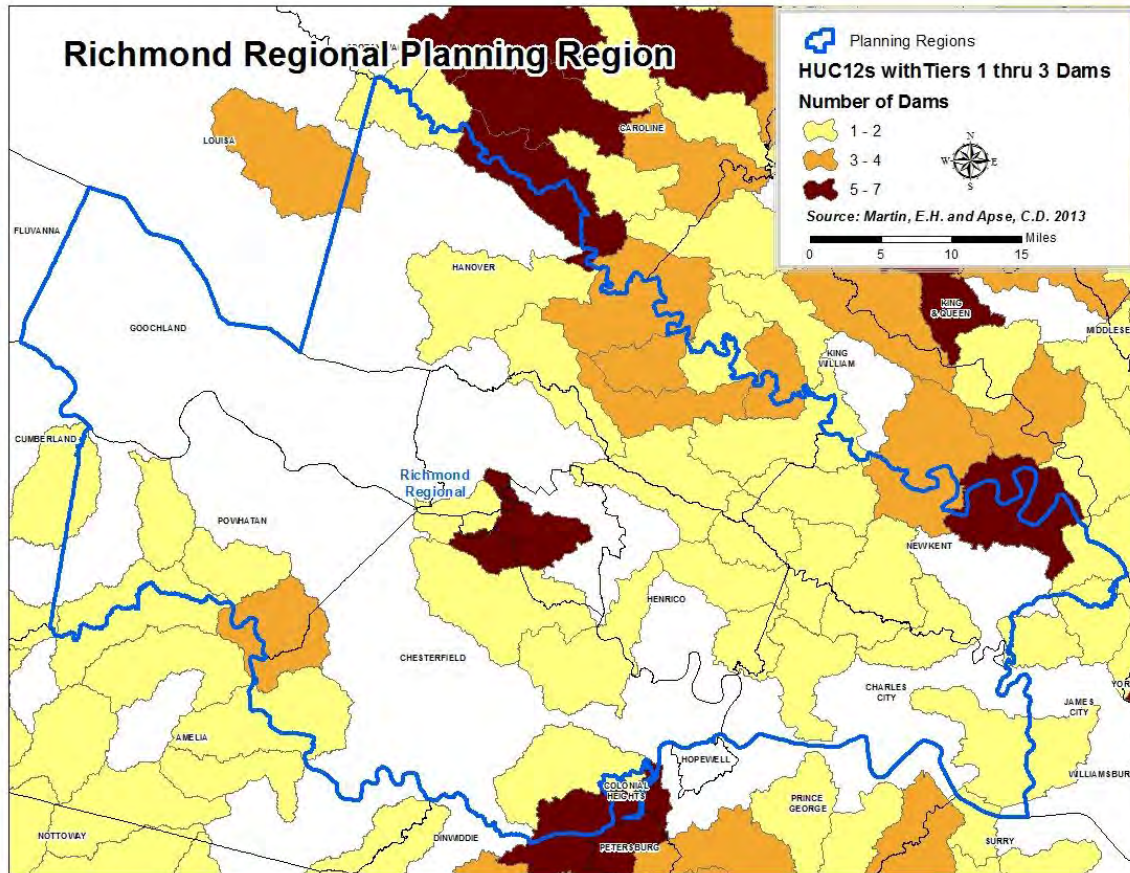 Richmond Regional Planning Region
Planning Regions
HUC12s with Tiers 1 thru 3 Dams
Number of Dams
1 - 2
3 - 4
5 - 7
N
W E
S
Source: Martin, E.H. and Apse, C.D. 2013
Miles
0 5 10 15
LOUISA
CAROLINE
FLUVANNA
HANOVER
KING
& QUEEN
GOOCHLAND
MIDDLESE
KING
WILLIAM
CUMBERLAND
Richmond
Regional
POWHATAN
NEW KENT
HENRICO
CHESTERFIELD
CHARLES
CITY
YOR
JAMES
CITY
AMELIA
HOPEWELL
WILLIAMSBUR
COLONIAL
HEIGHTS
PRINCE
GEORGE
NOTTOWAY
DINWIDDIE
SURRY
PETERSBURG